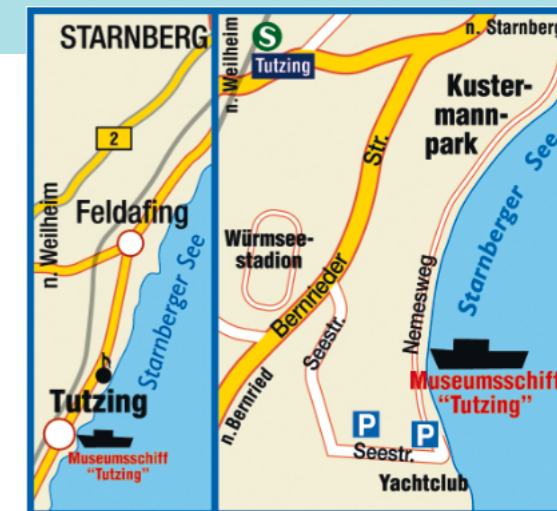 STARNBERG
2
n. Weilheim
Feldafing
Starnberger See
Tutzing
Museumsschiff
"Tutzing"
n. Weilheim
S
Tutzing
n. Starnberg
Kuster-
mann-
park
Str.
Bernrieder
Würmsee-
stadion
Starnberger See
Seestr.
Nemesweg
n. Bernried
Museumsschiff
"Tutzing"
P
P
Seestr.
Yachtclub